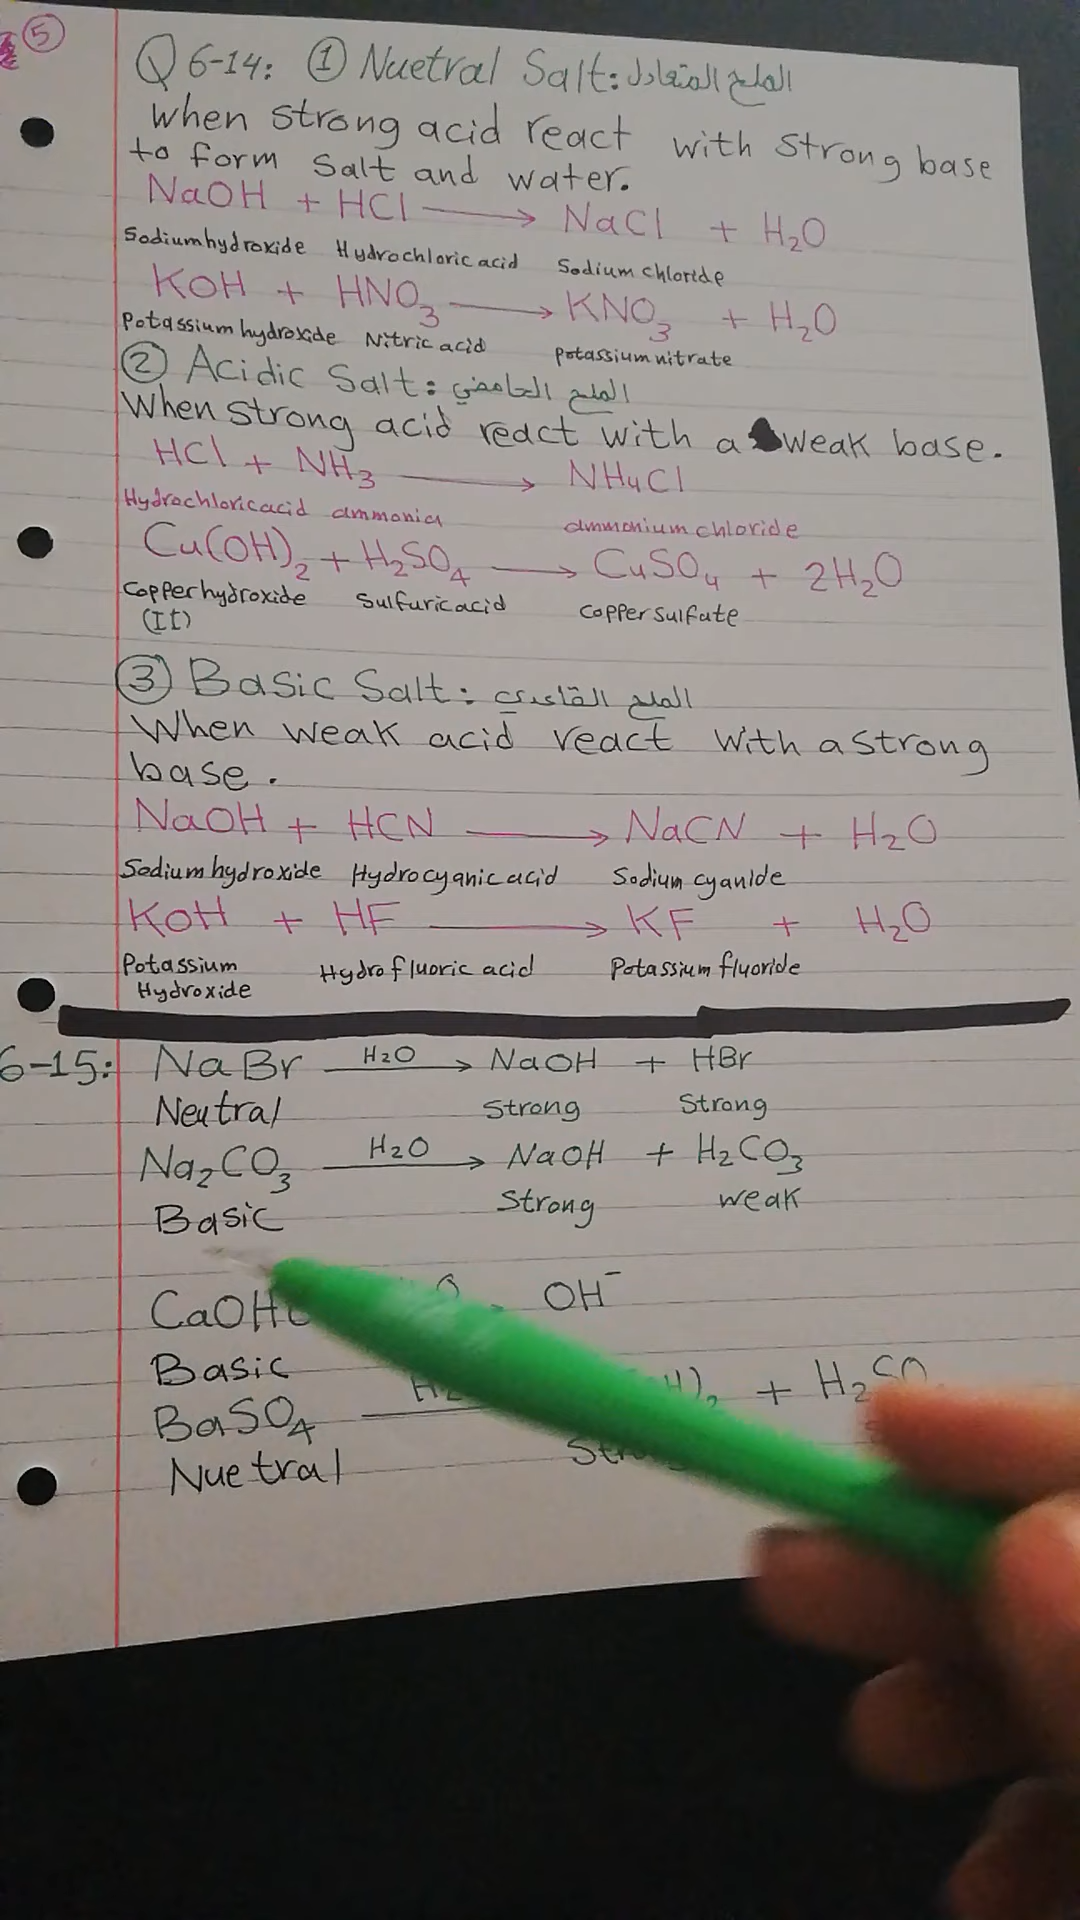 5
Q 6-14: ① Nuetral Salt: الملح المتعادل
when strong acid react with strong base
to form salt and water.
NaOH + HCl → NaCl + H₂O
Sodiumhydroxide Hydrochloric acid Sodium chloride
KOH + HNO₃ → KNO₃ + H₂O
Potassium hydroxide Nitric acid potassium nitrate
② Acidic Salt: الملح الحامضي
When strong acid react with a weak base.
HCl + NH₃ → NH4Cl
Hydrochloric acid ammonia ammonium chloride
Cu(OH)₂ + H₂SO₄ → CuSO₄ + 2H₂O
Copper hydroxide Sulfuric acid Copper sulfate
(II)
③ Basic Salt: الملح القاعدي
When weak acid react with a strong
base.
NaOH + HCN → NaCN + H₂O
Sodium hydroxide Hydrocyanic acid Sodium cyanide
KOH + HF → KF + H₂O
Potassium Hydrofluoric acid Potassium fluoride
Hydroxide
6-15: NaBr H₂O → NaOH + HBr
Neutral Strong Strong
Na₂CO₃ H₂O → NaOH + H₂CO₃
Basic Strong weak
OH⁻
Basic
BaSO₄ + H₂SO
Nuetral